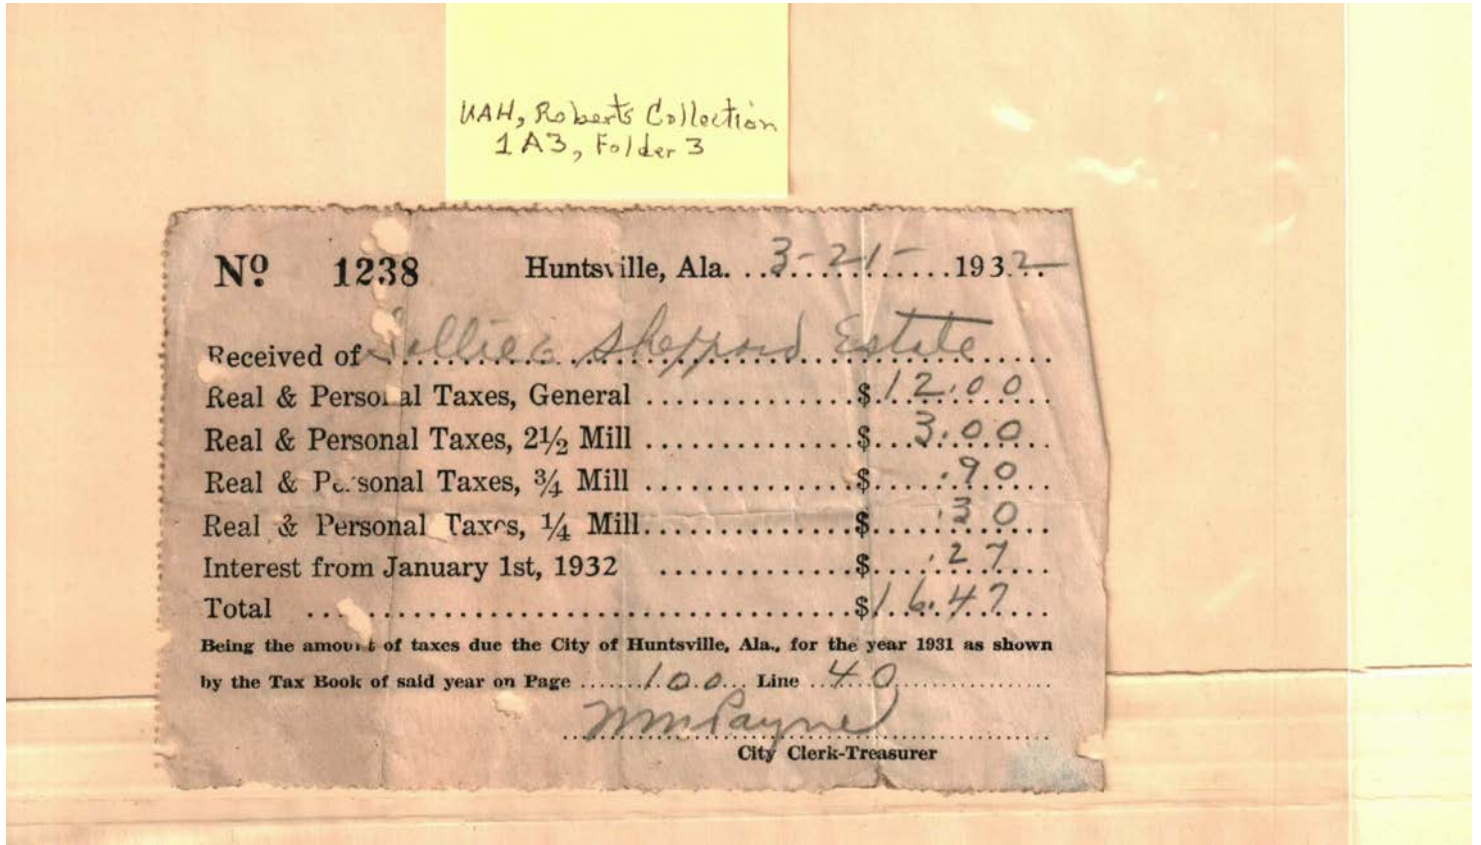 UAH, Roberts Collection
1A3, Folder 3
Nº 1238 Huntsville, Ala. 3-21- 1932
Received of Sheppard Estate
Real & Personal Taxes, General $12.00
Real & Personal Taxes, 2½ Mill $3.00
Real & Personal Taxes, ¾ Mill $.90
Real & Personal Taxes, ¼ Mill $.30
Interest from January 1st, 1932 $.27
Total $16.47
Being the amount of taxes due the City of Huntsville, Ala., for the year 1931 as shown
by the Tax Book of said year on Page 100 Line 40
Payne
City Clerk-Treasurer